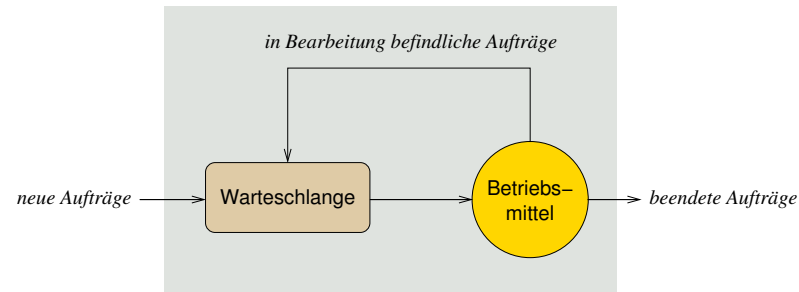 in Bearbeitung befindliche Aufträge
neue Aufträge
Warteschlange
Betriebs–
mittel
beendete Aufträge